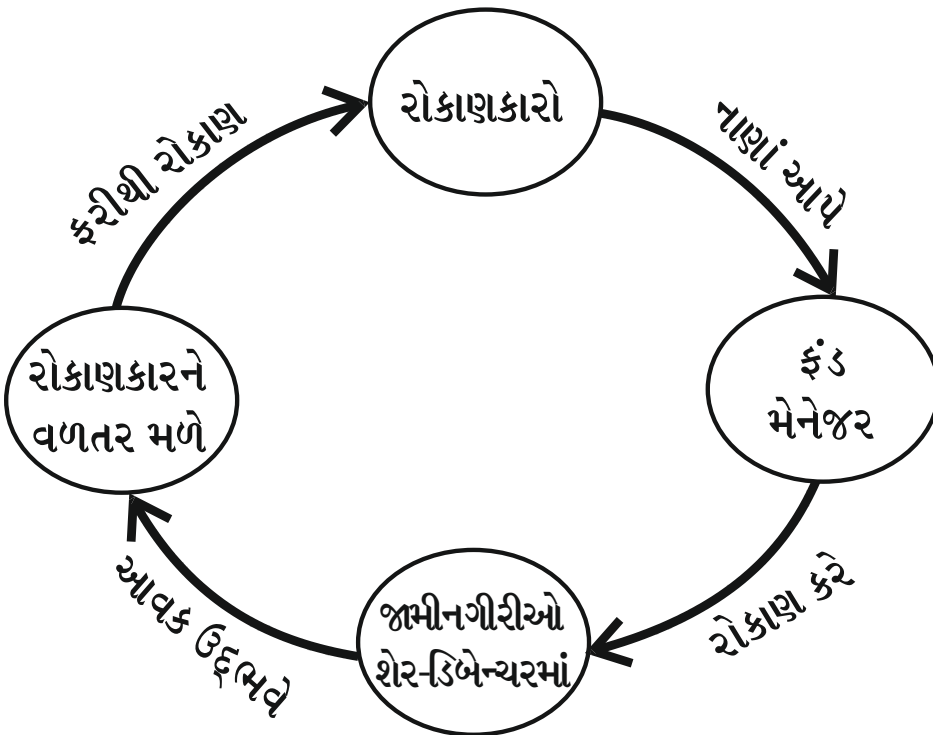 રોકાણકારો
નાણાં આપે
ફંડ
મેનેજર
રોકાણ કરે
જામીનગીરીઓ
શેર-ડિબેન્ચરમાં
આવક ઉદ્દભવે
રોકાણકારને
વળતર મળે
ફરીથી રોકાણ